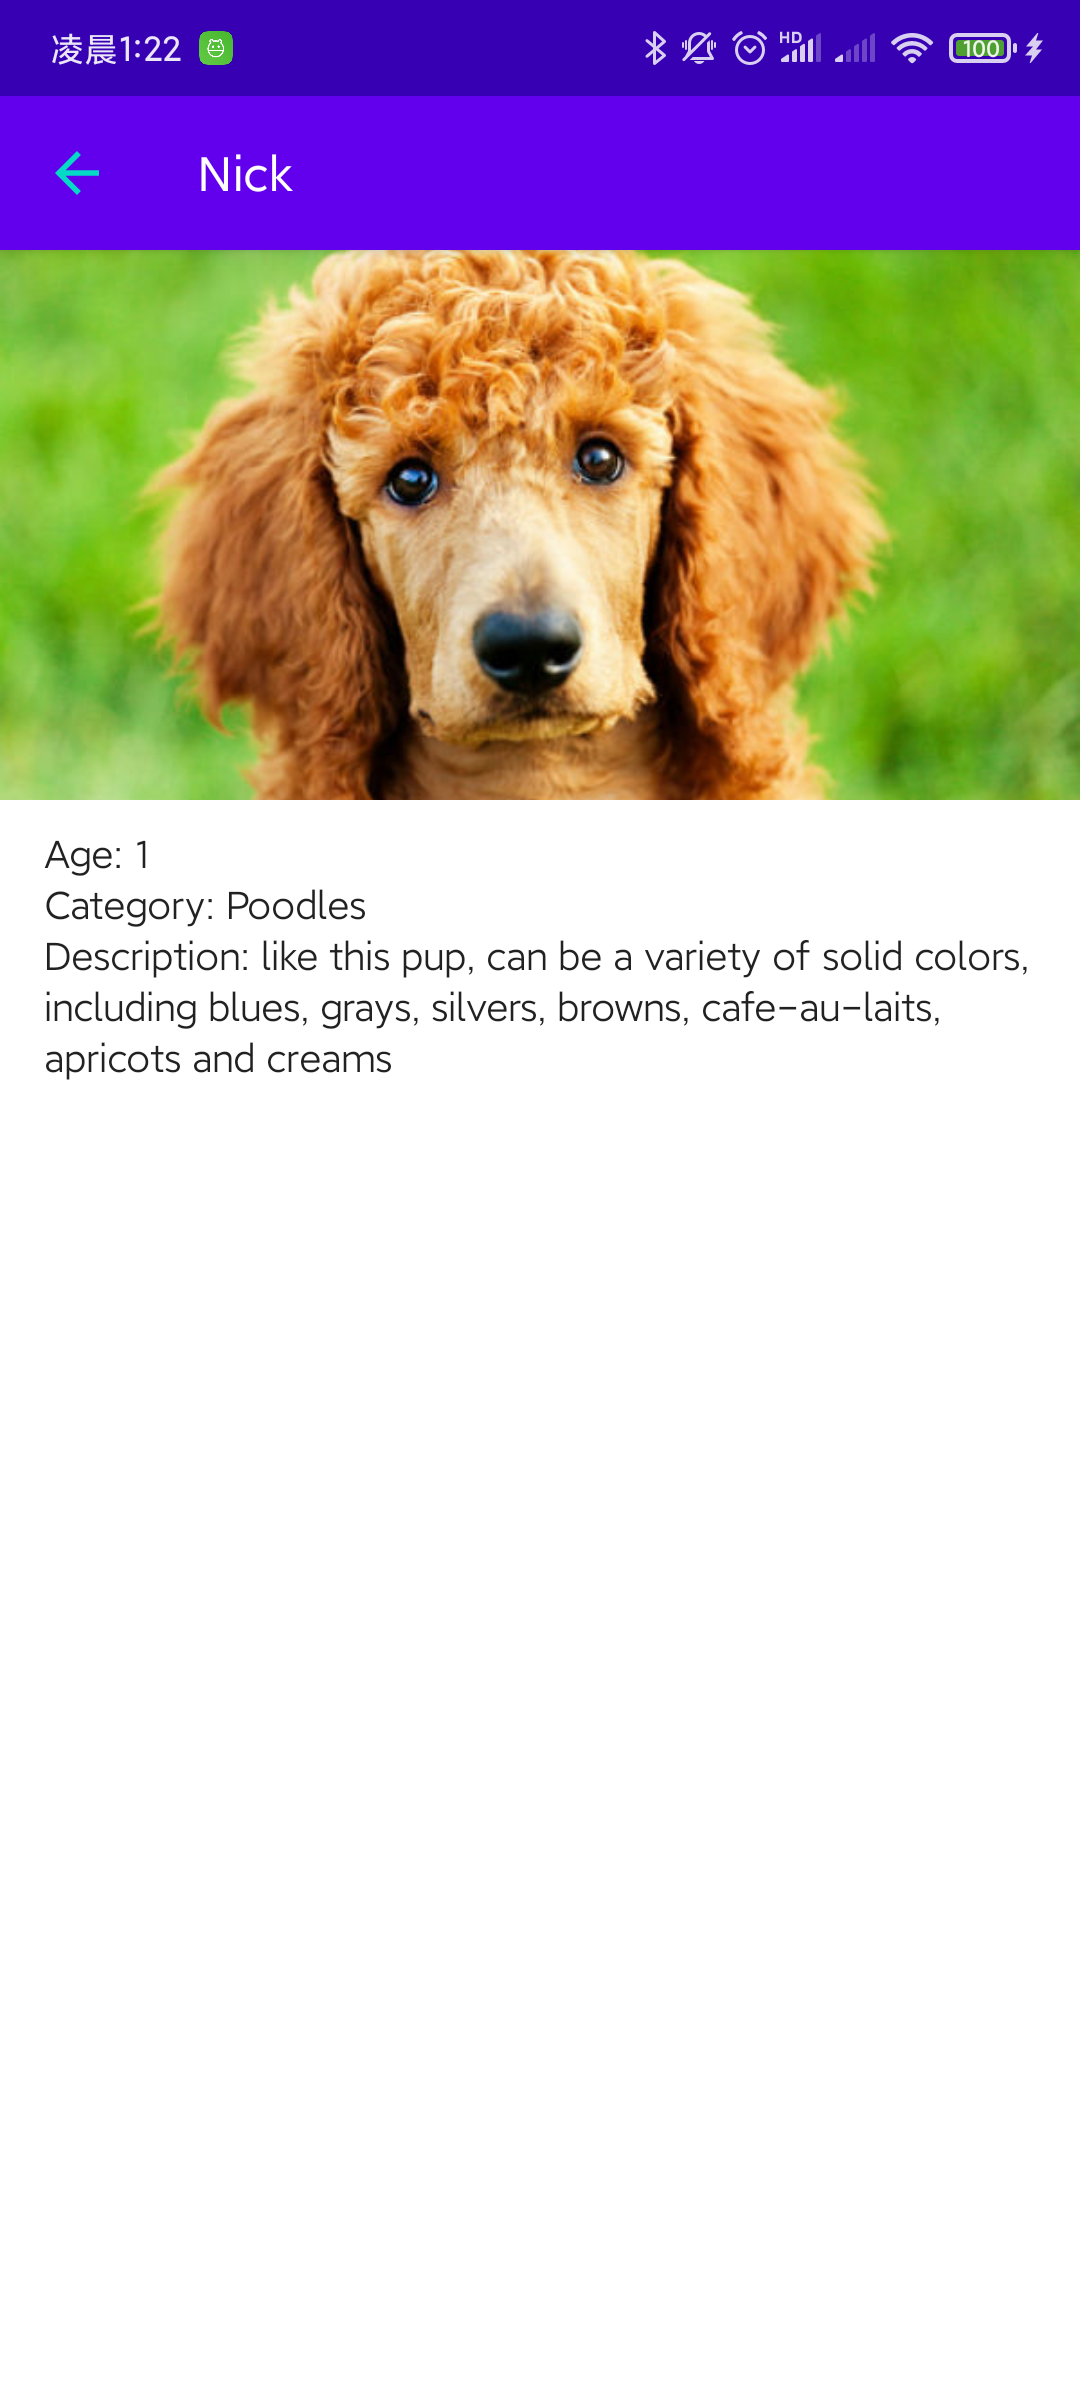 凌晨1:22
HD
100
Nick
Age: 1
Category: Poodles
Description: like this pup, can be a variety of solid colors,
including blues, grays, silvers, browns, cafe-au-laits,
apricots and creams